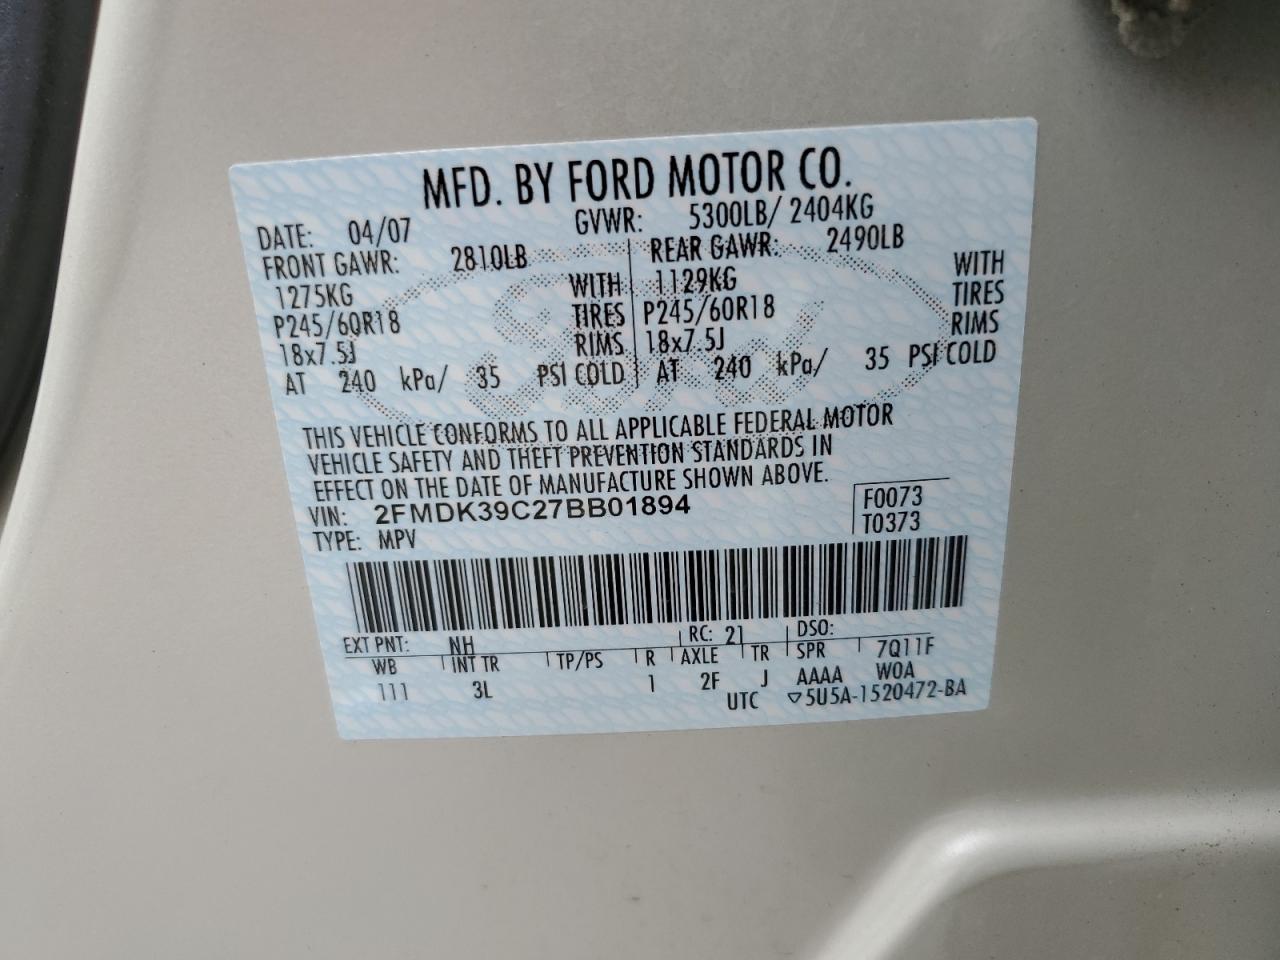 MFD. BY FORD MOTOR CO.
DATE: 04/07 GVWR: 5300LB/ 2404KG
FRONT GAWR: 2810LB REAR GAWR: 2490LB
1275KG WITH 1129KG WITH
P245/60R18 TIRES P245/60R18 TIRES
18x7.5J RIMS 18x7.5J RIMS
AT 240 kPa/ 35 PSI COLD AT 240 kPa/ 35 PSI COLD
THIS VEHICLE CONFORMS TO ALL APPLICABLE FEDERAL MOTOR
VEHICLE SAFETY AND THEFT PREVENTION STANDARDS IN
EFFECT ON THE DATE OF MANUFACTURE SHOWN ABOVE.
VIN: 2FMDK39C27BB01894 F0073
TYPE: MPV T0373
EXT PNT: NH RC: 21 DSO:
WB INT TR TP/PS R AXLE TR SPR 7Q11F
111 3L 1 2F J AAAA W0A
UTC ▽5U5A-1520472-BA